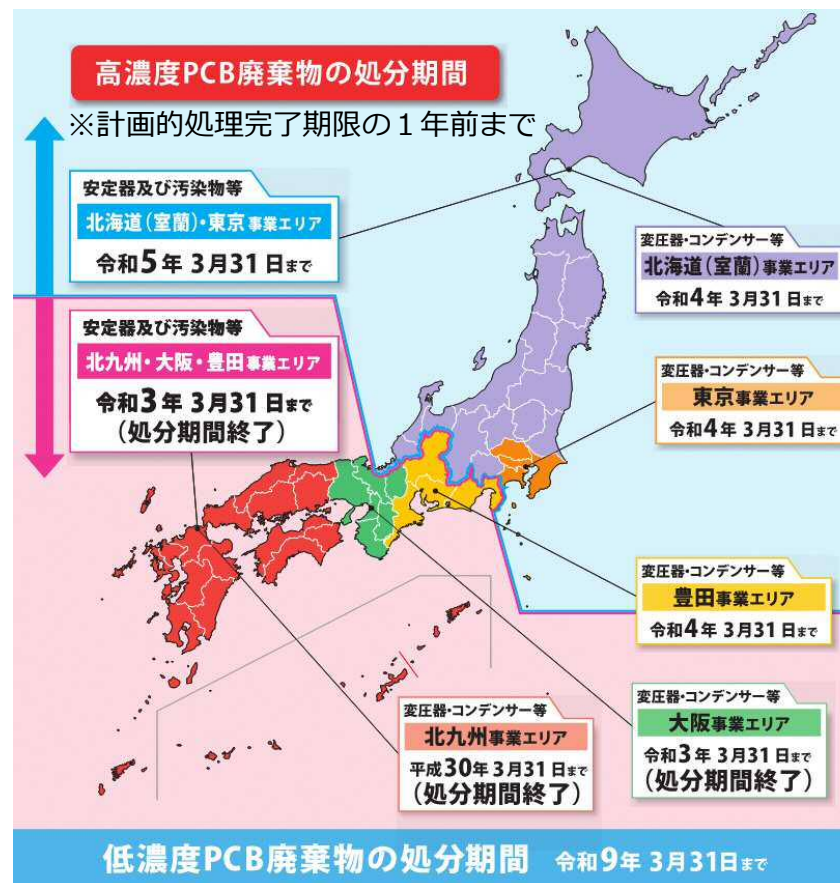 高濃度PCB廃棄物の処分期間
※計画的処理完了期限の1年前まで
安定器及び汚染物等
北海道(室蘭)・東京事業エリア
令和5年 3月31日まで
変圧器・コンデンサー等
北海道(室蘭)事業エリア
令和4年 3月31日まで
安定器及び汚染物等
北九州・大阪・豊田事業エリア
令和3年 3月31日まで
(処分期間終了)
変圧器・コンデンサー等
東京事業エリア
令和4年 3月31日まで
変圧器・コンデンサー等
豊田事業エリア
令和4年 3月31日まで
変圧器・コンデンサー等
大阪事業エリア
令和3年 3月31日まで
(処分期間終了)
変圧器・コンデンサー等
北九州事業エリア
平成30年 3月31日まで
(処分期間終了)
低濃度PCB廃棄物の処分期間 令和9年 3月31日まで